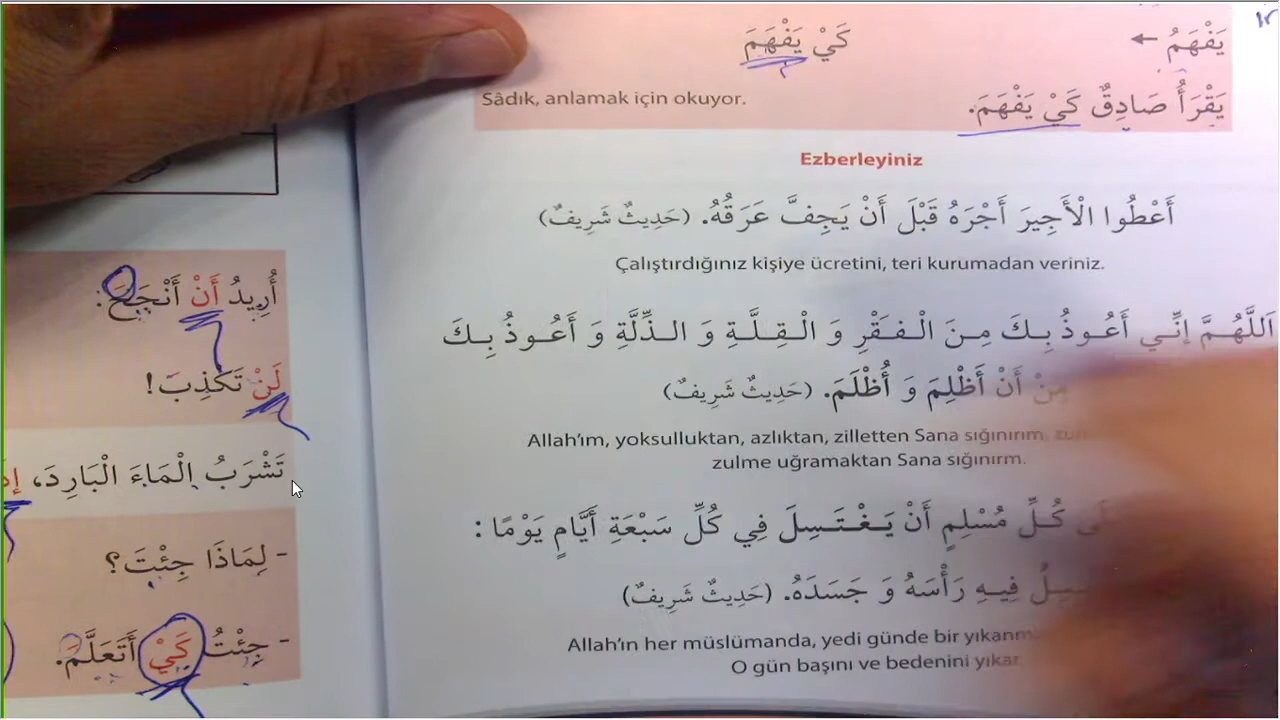 ١٢
يَفْهَمُ ← كَيْ يَفْهَمَ
يَقْرَأُ صَادِقٌ كَيْ يَفْهَمَ.
Sâdık, anlamak için okuyor.
Ezberleyiniz
أَعْطُوا الْأَجِيرَ أَجْرَهُ قَبْلَ أَنْ يَجِفَّ عَرَقُهُ. (حَدِيثٌ شَرِيفٌ)
Çalıştırdığınız kişiye ücretini, teri kurumadan veriniz.
اَللَّهُمَّ إِنِّي أَعُوذُ بِكَ مِنَ الْفَقْرِ وَ الْقِلَّةِ وَ الذِّلَّةِ وَ أَعُوذُ بِكَ
مِنْ أَنْ أَظْلِمَ وَ أُظْلَمَ. (حَدِيثٌ شَرِيفٌ)
Allah'ım, yoksulluktan, azlıktan, zilletten Sana sığınırım,
zulme uğramaktan Sana sığınırm.
كُلِّ مُسْلِمٍ أَنْ يَغْتَسِلَ فِي كُلِّ سَبْعَةِ أَيَّامٍ يَوْمًا :
فِيهِ رَأْسَهُ وَ جَسَدَهُ. (حَدِيثٌ شَرِيفٌ)
Allah'ın her müslümanda, yedi günde bir
O gün başını ve bedenini
أُرِيدُ أَنْ أَنْجَحَ:
لَنْ تَكْذِبَ!
تَشْرَبُ الْمَاءَ الْبَارِدَ،
- لِمَاذَا جِئْتَ؟
- جِئْتُ كَيْ أَتَعَلَّمَ.